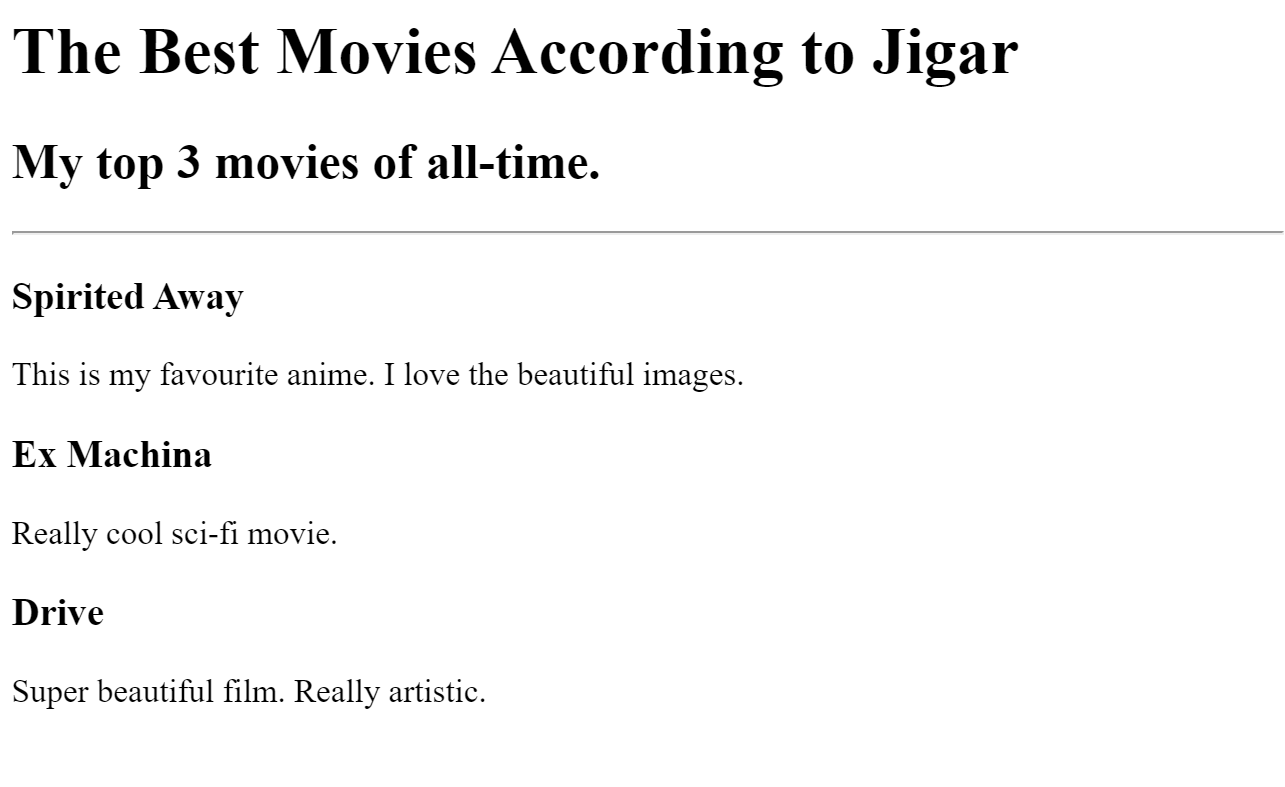 The Best Movies According to Jigar
My top 3 movies of all-time.
Spirited Away
This is my favourite anime. I love the beautiful images.
Ex Machina
Really cool sci-fi movie.
Drive
Super beautiful film. Really artistic.